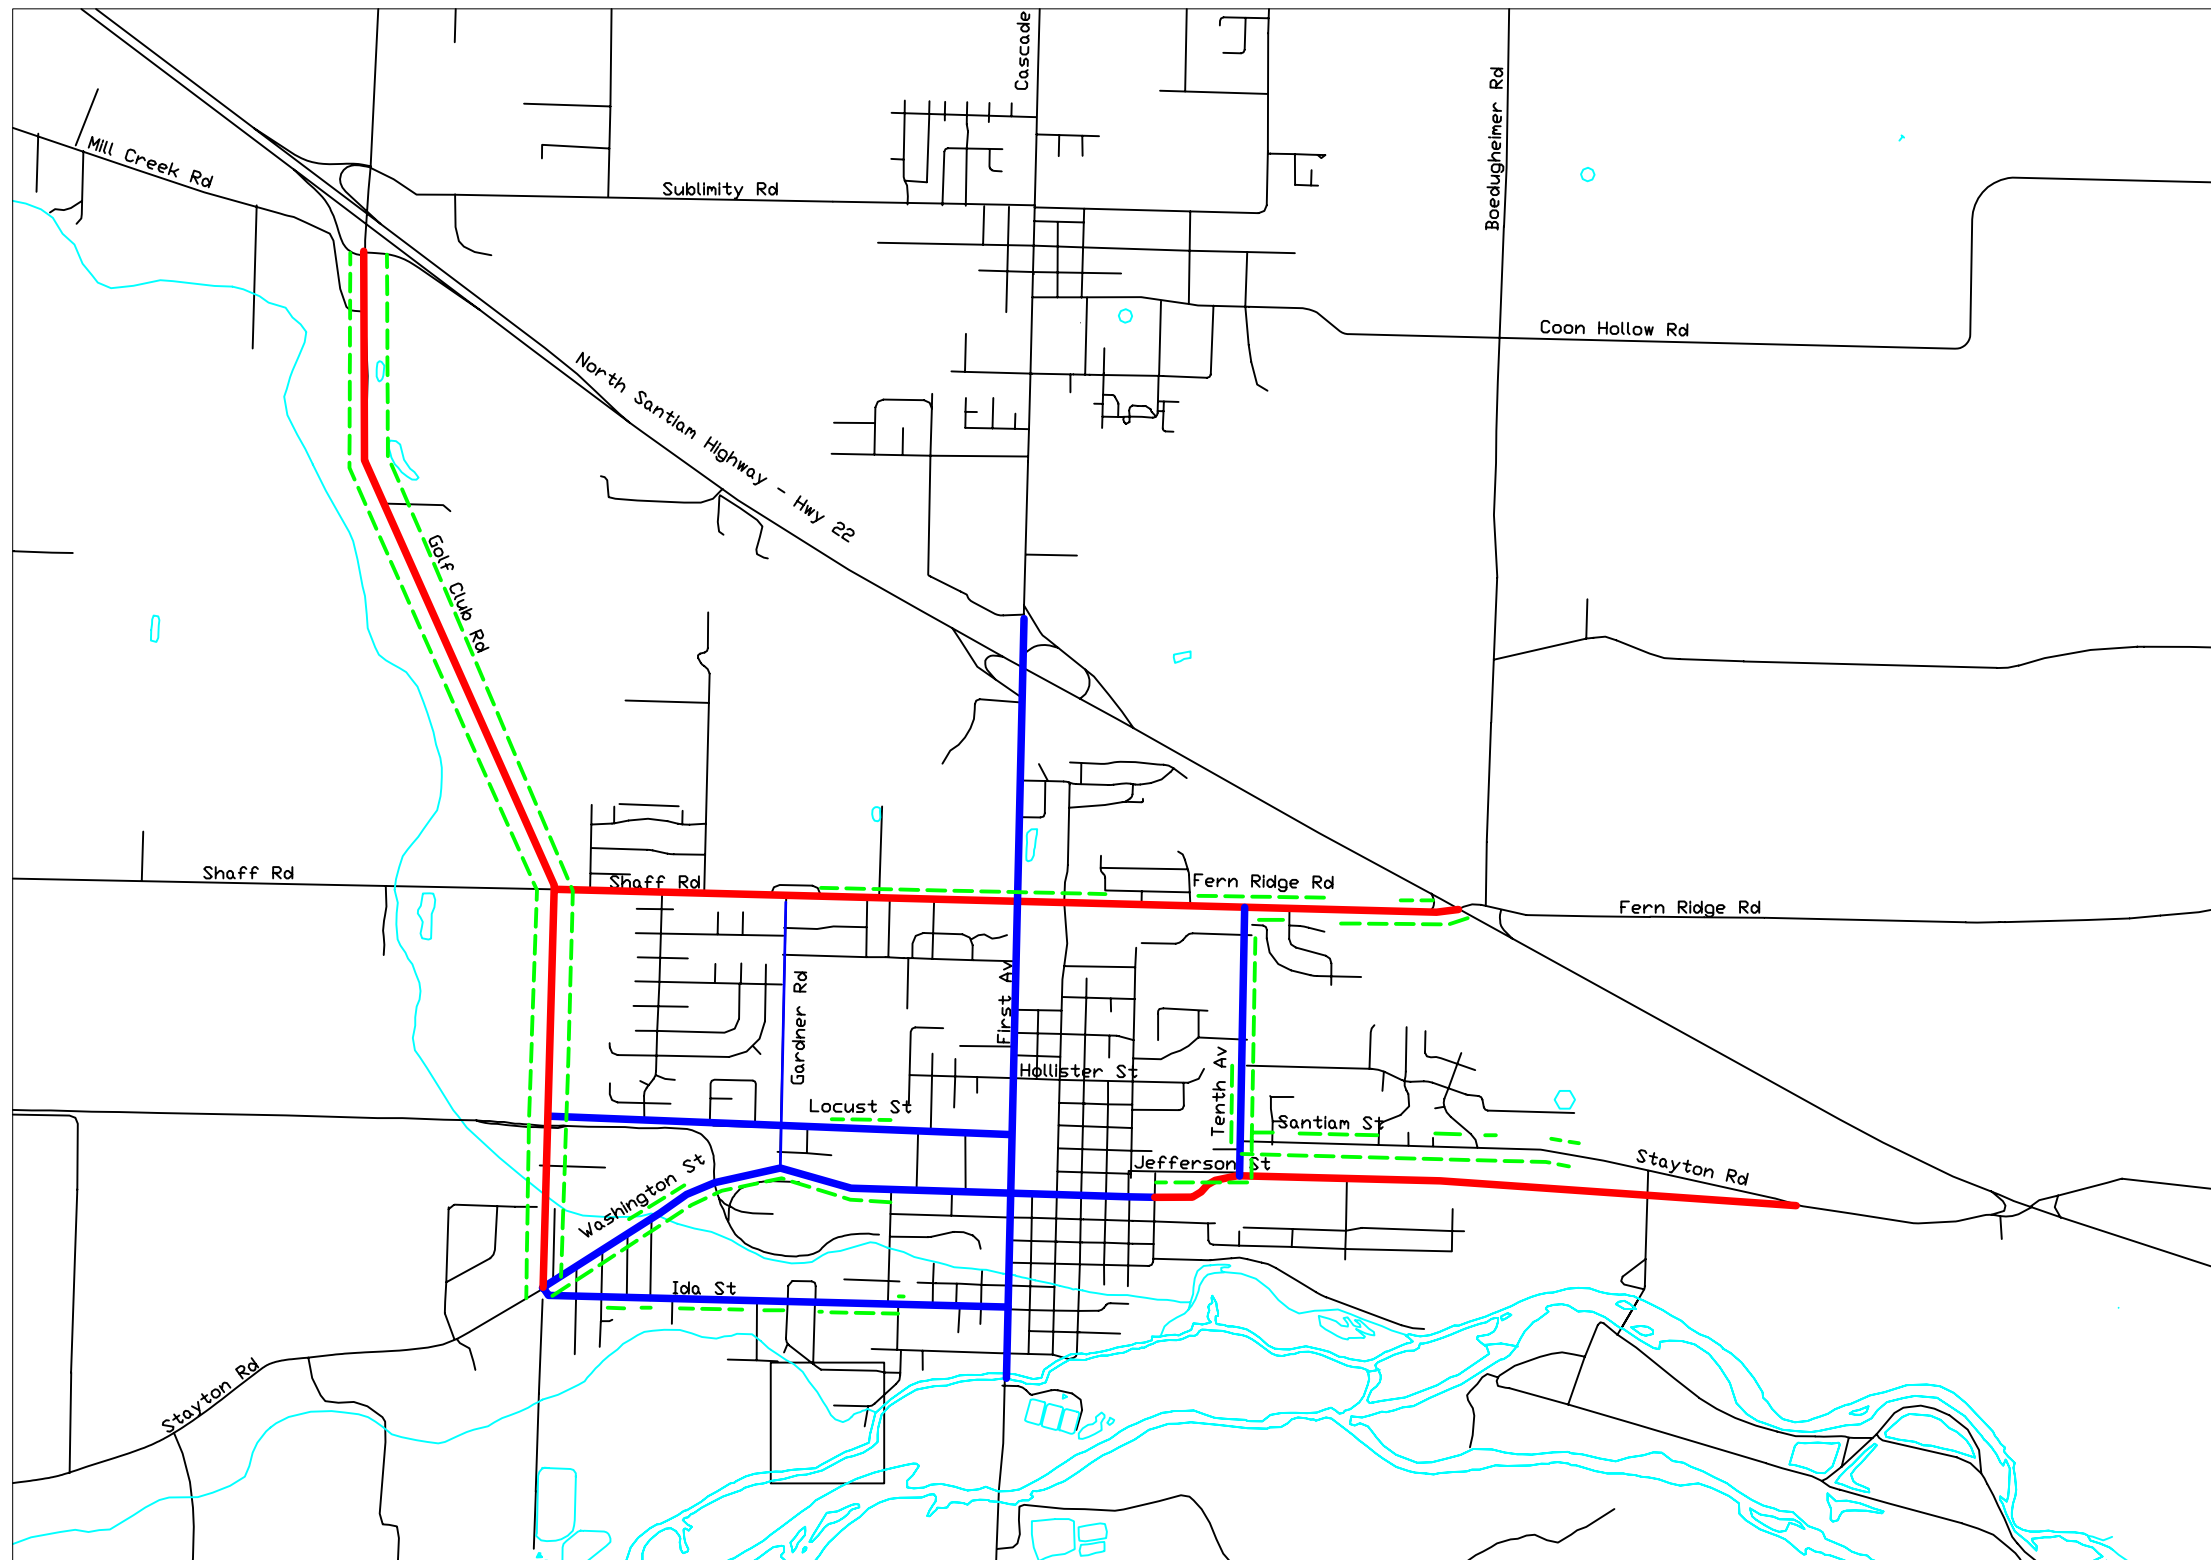 Cascade
Boedugheimer Rd
Mill Creek Rd
Sublimity Rd
Coon Hollow Rd
North Santiam Highway - Hwy 22
Golf Club Rd
Shaff Rd
Shaff Rd
Fern Ridge Rd
Fern Ridge Rd
Gardner Rd
First Av
Hollister St
Tenth Av
Locust St
Santiam St
Jefferson St
Stayton Rd
Washington St
Ida St
Stayton Rd